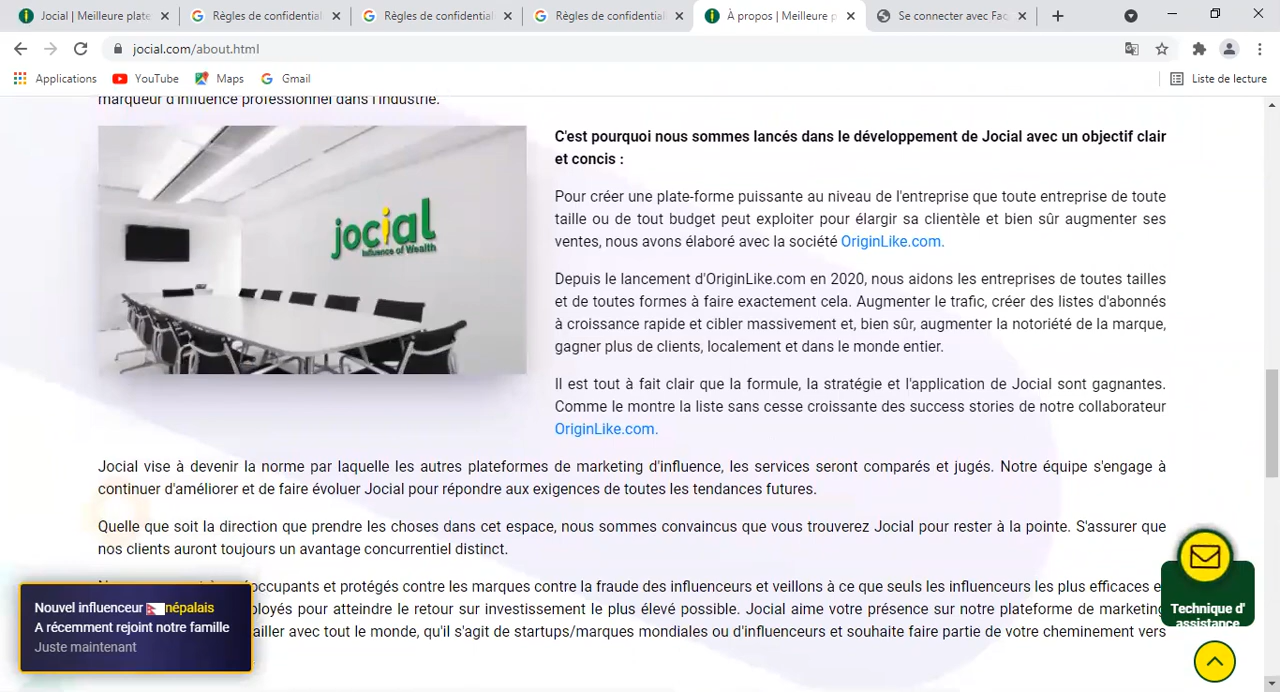 Jocial | Meilleure plate
Règles de confidential
Règles de confidential
Règles de confidential
À propos | Meilleure p
Se connecter avec Fac
jocial.com/about.html
Applications
YouTube
Maps
Gmail
Liste de lecture
marqueur d'influence professionnel dans l'industrie.
jocial
Influence of Wealth
C'est pourquoi nous sommes lancés dans le développement de Jocial avec un objectif clair
et concis :
Pour créer une plate-forme puissante au niveau de l'entreprise que toute entreprise de toute
taille ou de tout budget peut exploiter pour élargir sa clientèle et bien sûr augmenter ses
ventes, nous avons élaboré avec la société OriginLike.com.
Depuis le lancement d'OriginLike.com en 2020, nous aidons les entreprises de toutes tailles
et de toutes formes à faire exactement cela. Augmenter le trafic, créer des listes d'abonnés
à croissance rapide et cibler massivement et, bien sûr, augmenter la notoriété de la marque,
gagner plus de clients, localement et dans le monde entier.
Il est tout à fait clair que la formule, la stratégie et l'application de Jocial sont gagnantes.
Comme le montre la liste sans cesse croissante des success stories de notre collaborateur
OriginLike.com.
Jocial vise à devenir la norme par laquelle les autres plateformes de marketing d'influence, les services seront comparés et jugés. Notre équipe s'engage à
continuer d'améliorer et de faire évoluer Jocial pour répondre aux exigences de toutes les tendances futures.
Quelle que soit la direction que prendre les choses dans cet espace, nous sommes convaincus que vous trouverez Jocial pour rester à la pointe. S'assurer que
nos clients auront toujours un avantage concurrentiel distinct.
occupants et protégés contre les marques contre la fraude des influenceurs et veillons à ce que seuls les influenceurs les plus efficaces
ployés pour atteindre le retour sur investissement le plus élevé possible. Jocial aime votre présence sur notre plateforme de marketing
ailler avec tout le monde, qu'il s'agit de startups/marques mondiales ou d'influenceurs et souhaite faire partie de votre cheminement vers
Nouvel influenceur népalais
A récemment rejoint notre famille
Juste maintenant
Technique d'
assistance